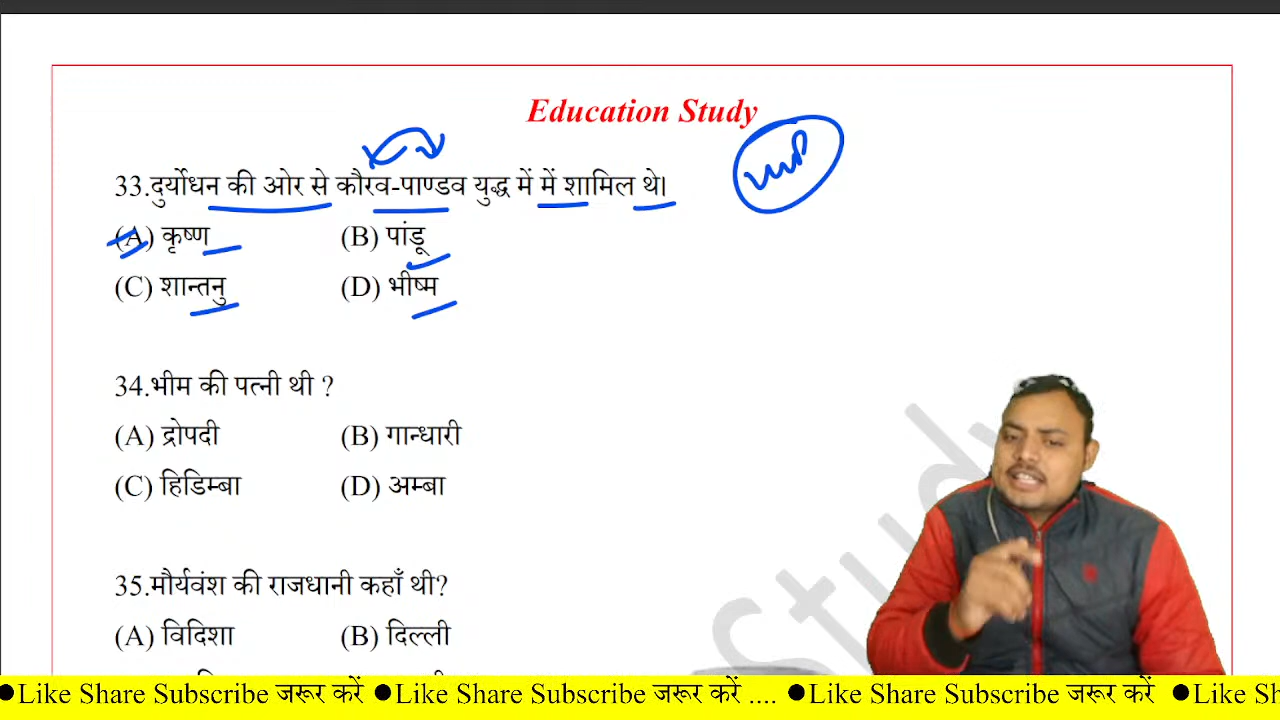 Education Study
33.दुर्योधन की ओर से कौरव-पाण्डव युद्ध में में शामिल थे।
(A) कृष्ण (B) पांडू
(C) शान्तनु (D) भीष्म
34.भीम की पत्नी थी ?
(A) द्रोपदी (B) गान्धारी
(C) हिडिम्बा (D) अम्बा
35.मौर्यवंश की राजधानी कहाँ थी?
(A) विदिशा (B) दिल्ली
Study
●Like Share Subscribe जरूर करें ●Like Share Subscribe जरूर करें .... ●Like Share Subscribe जरूर करें ●Like